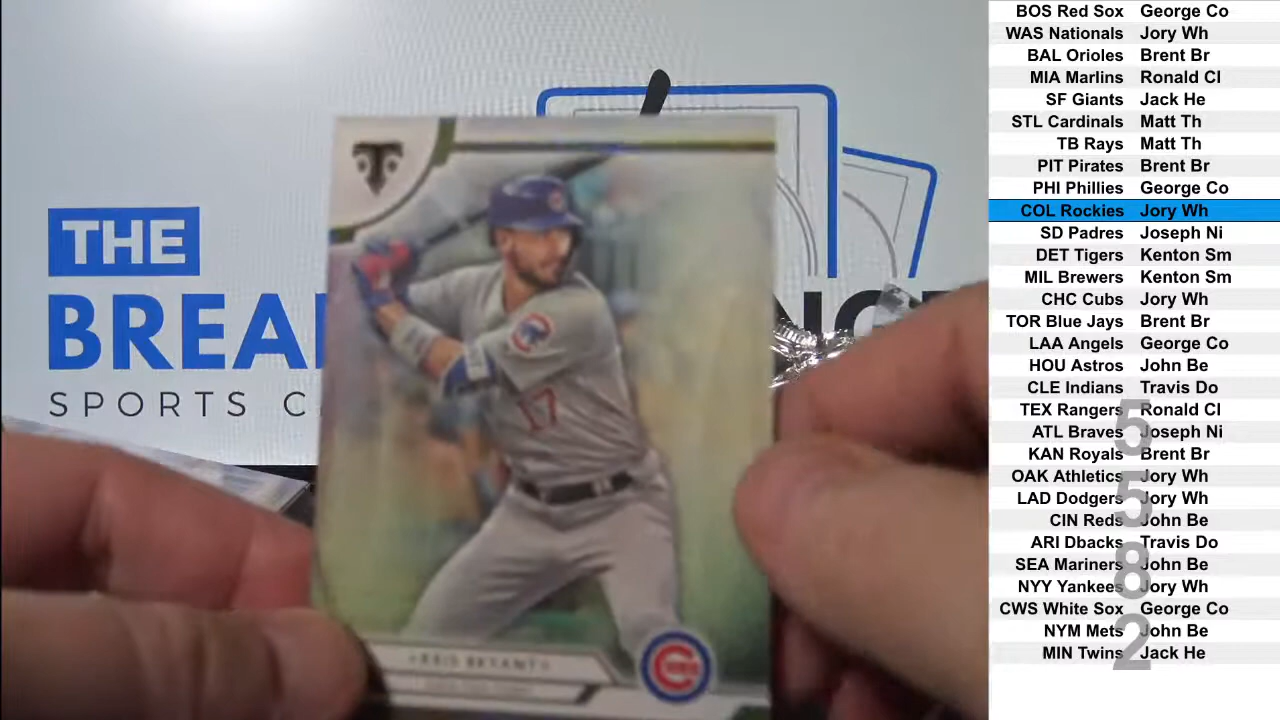 THE
BREA
SPORTS C
17
KRIS BRYANT
BOS Red Sox George Co
WAS Nationals Jory Wh
BAL Orioles Brent Br
MIA Marlins Ronald Cl
SF Giants Jack He
STL Cardinals Matt Th
TB Rays Matt Th
PIT Pirates Brent Br
PHI Phillies George Co
COL Rockies Jory Wh
SD Padres Joseph Ni
DET Tigers Kenton Sm
MIL Brewers Kenton Sm
CHC Cubs Jory Wh
TOR Blue Jays Brent Br
LAA Angels George Co
HOU Astros John Be
CLE Indians Travis Do
TEX Rangers Ronald Cl
ATL Braves Joseph Ni
KAN Royals Brent Br
OAK Athletics Jory Wh
LAD Dodgers Jory Wh
CIN Reds John Be
ARI Dbacks Travis Do
SEA Mariners John Be
NYY Yankees Jory Wh
CWS White Sox George Co
NYM Mets John Be
MIN Twins Jack He
5
5
8
2